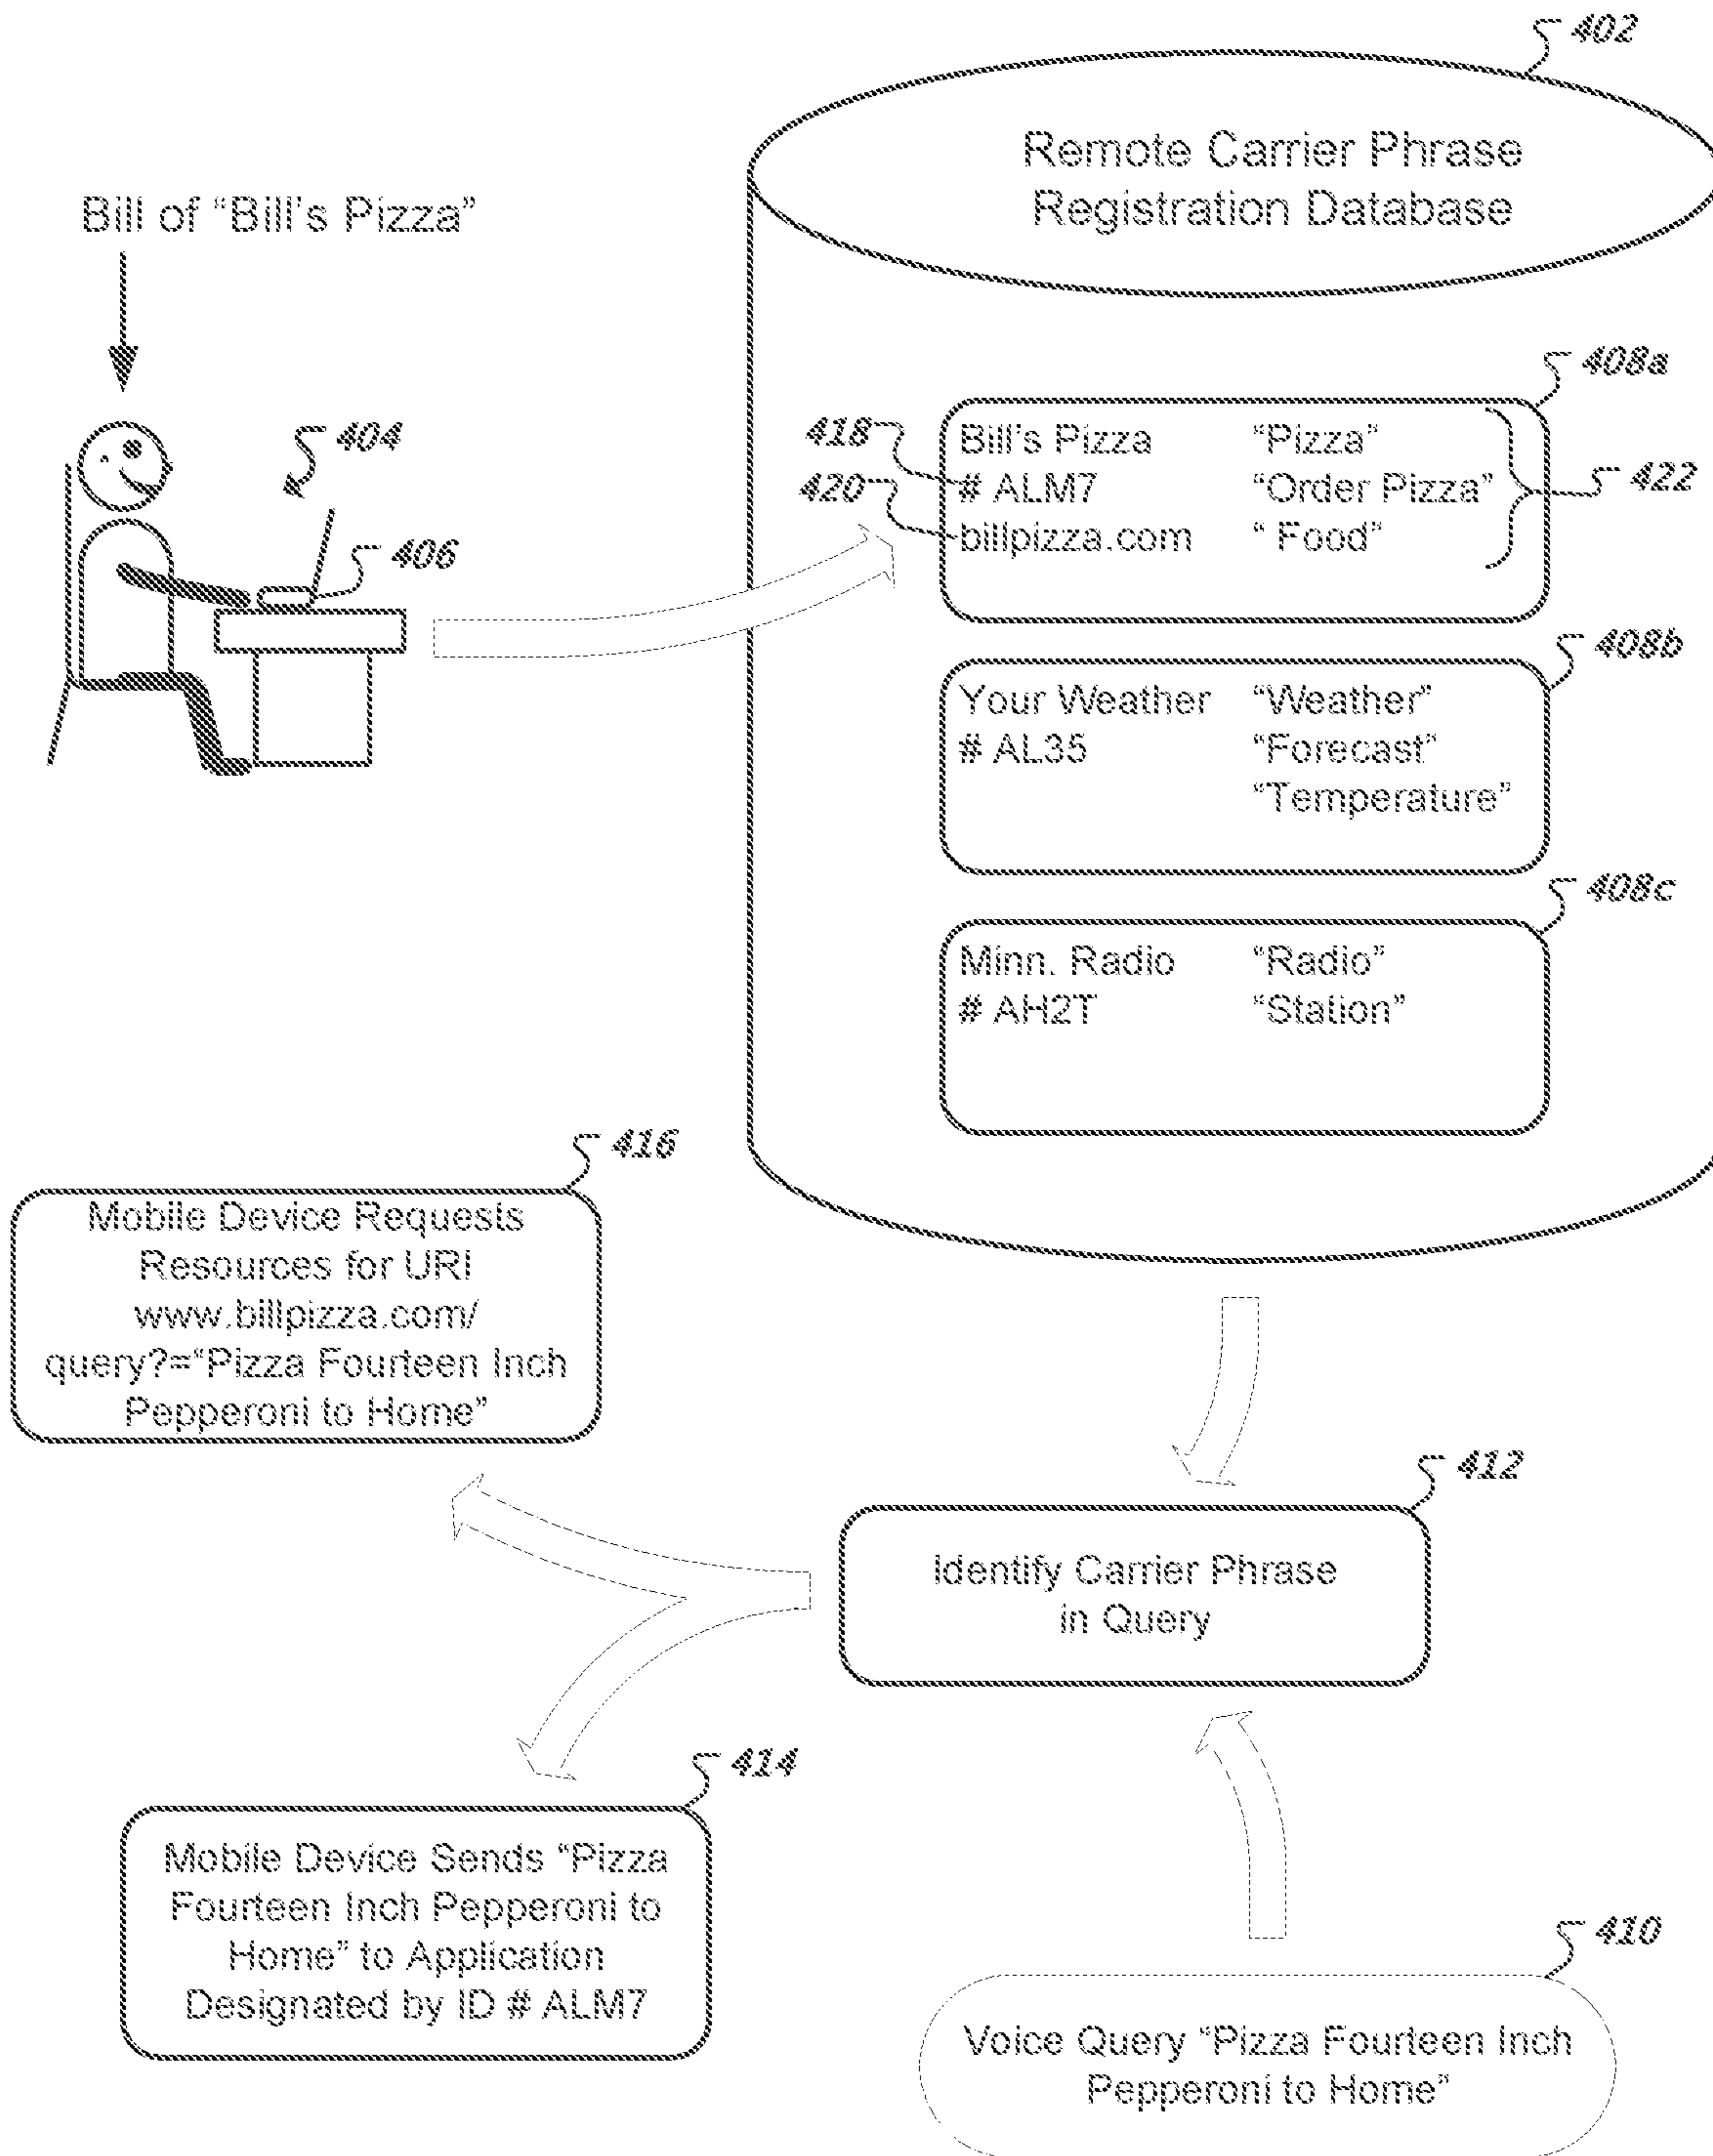 402
Remote Carrier Phrase
Registration Database
Bill of “Bill’s Pizza”
404
406
408a
418
420
Bill’s Pizza “Pizza”
# ALM7 “Order Pizza”
billpizza.com “ Food”
422
408b
Your Weather “Weather”
# AL35 “Forecast”
“Temperature”
408c
Minn. Radio “Radio”
# AH2T “Station”
416
Mobile Device Requests
Resources for URI
www.billpizza.com/
query?=“Pizza Fourteen Inch
Pepperoni to Home”
412
Identify Carrier Phrase
in Query
414
Mobile Device Sends “Pizza
Fourteen Inch Pepperoni to
Home” to Application
Designated by ID # ALM7
410
Voice Query “Pizza Fourteen Inch
Pepperoni to Home”